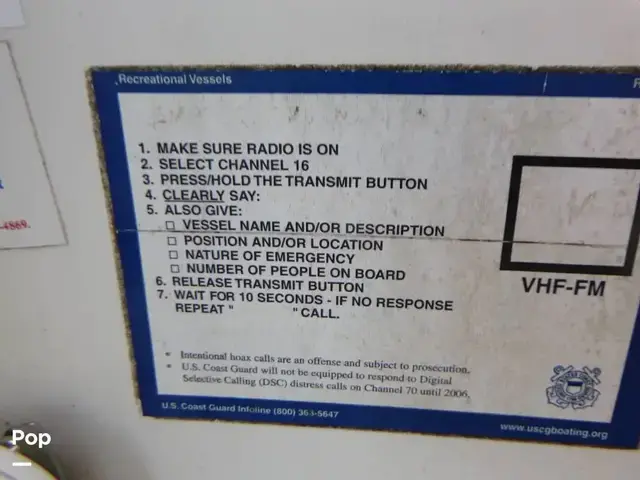 Recreational Vessels
R
-4869.
1. MAKE SURE RADIO IS ON
2. SELECT CHANNEL 16
3. PRESS/HOLD THE TRANSMIT BUTTON
4. CLEARLY SAY:
5. ALSO GIVE:
□ VESSEL NAME AND/OR DESCRIPTION
□ POSITION AND/OR LOCATION
□ NATURE OF EMERGENCY
□ NUMBER OF PEOPLE ON BOARD
6. RELEASE TRANSMIT BUTTON
7. WAIT FOR 10 SECONDS - IF NO RESPONSE
REPEAT " " CALL.
VHF-FM
* Intentional hoax calls are an offense and subject to prosecution.
* U.S. Coast Guard will not be equipped to respond to Digital
Selective Calling (DSC) distress calls on Channel 70 until 2006.
U.S. Coast Guard Infoline (800) 368-5647
www.uscgboating.org
Pop